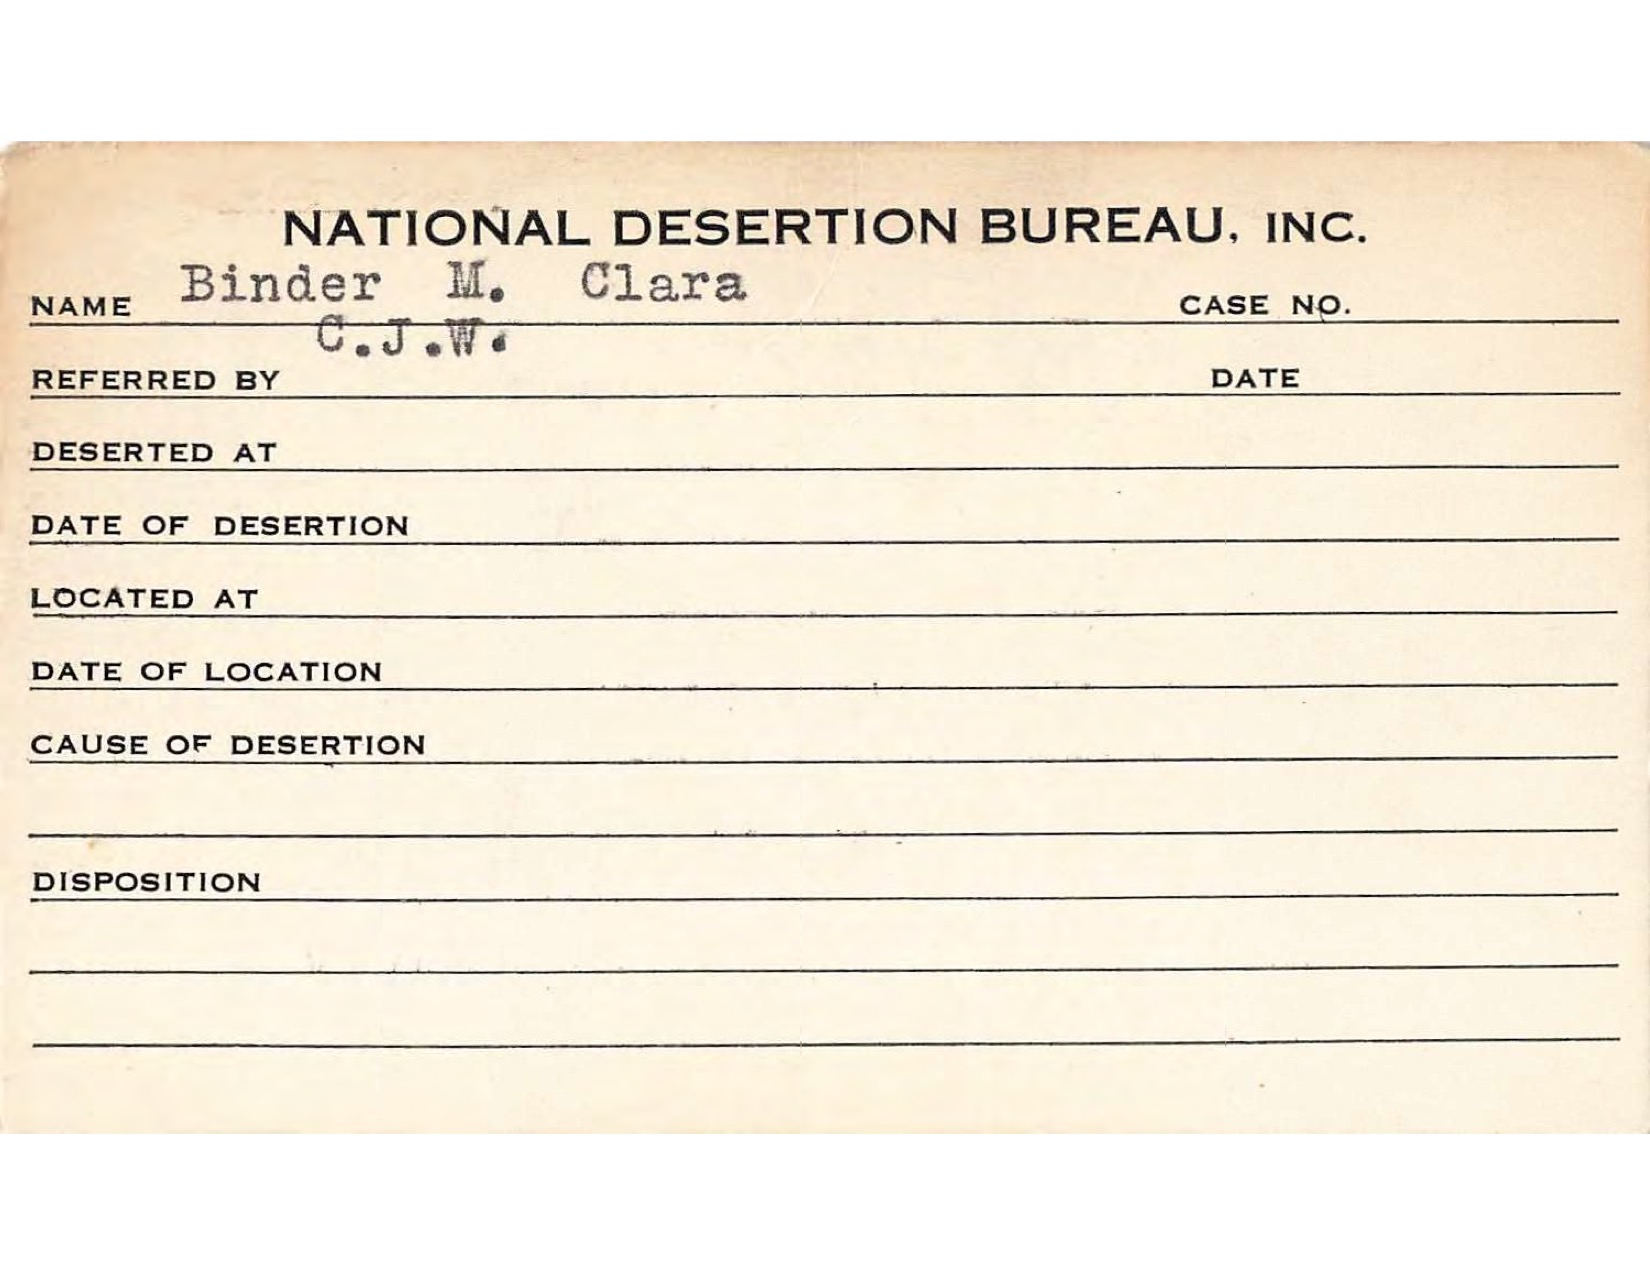 NATIONAL DESERTION BUREAU, INC.
NAME Binder M. Clara CASE NO.
C.J.W.
REFERRED BY DATE
DESERTED AT
DATE OF DESERTION
LOCATED AT
DATE OF LOCATION
CAUSE OF DESERTION
DISPOSITION